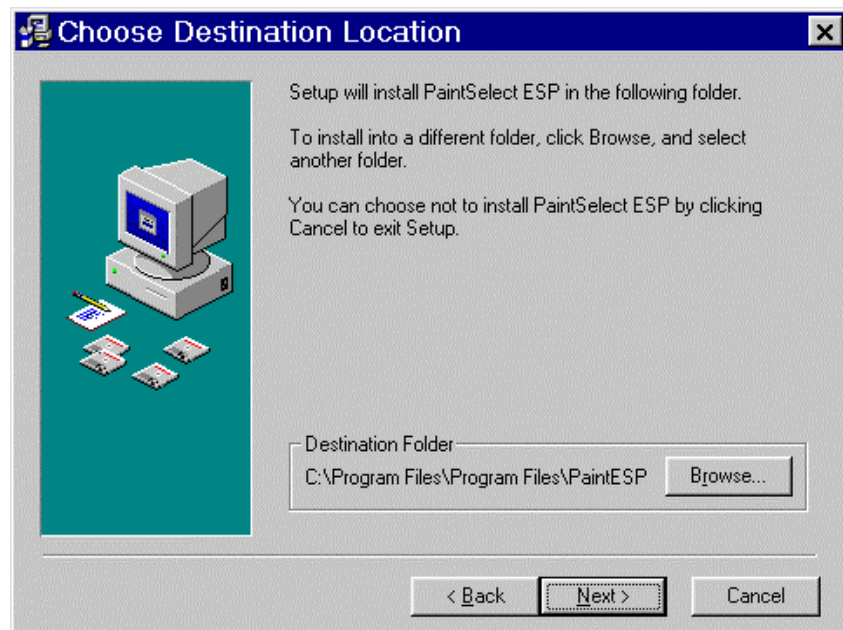 Choose Destination Location
Setup will install PaintSelect ESP in the following folder.
To install into a different folder, click Browse, and select
another folder.
You can choose not to install PaintSelect ESP by clicking
Cancel to exit Setup.
Destination Folder
C:\Program Files\Program Files\PaintESP
Browse...
< Back
Next >
Cancel